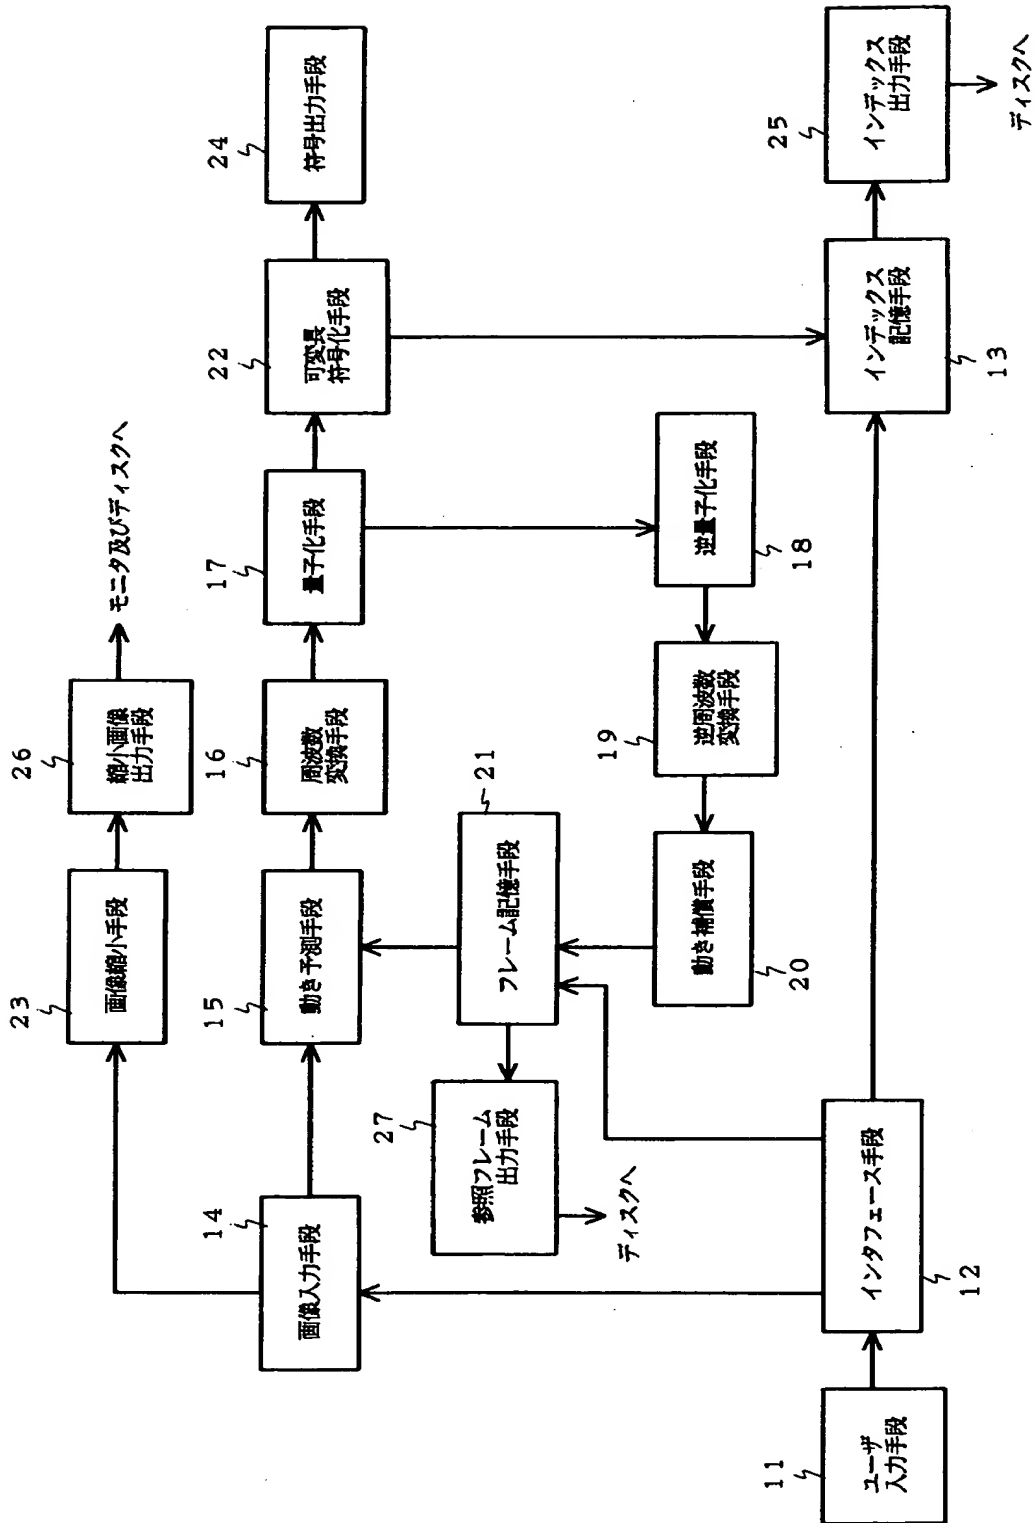 26
縮小画像
出力手段
モニタ及びディスクへ
23
画像縮小手段
14
画像入力手段
15
動き予測手段
16
周波数
変換手段
17
量子化手段
22
可変長
符号化手段
24
符号出力手段
27
参照フレーム
出力手段
ディスクへ
21
フレーム記憶手段
20
動き補償手段
19
逆周波数
変換手段
18
逆量子化手段
11
ユーザ
入力手段
12
インタフェース手段
13
インデックス
記憶手段
25
インデックス
出力手段
ディスクへ